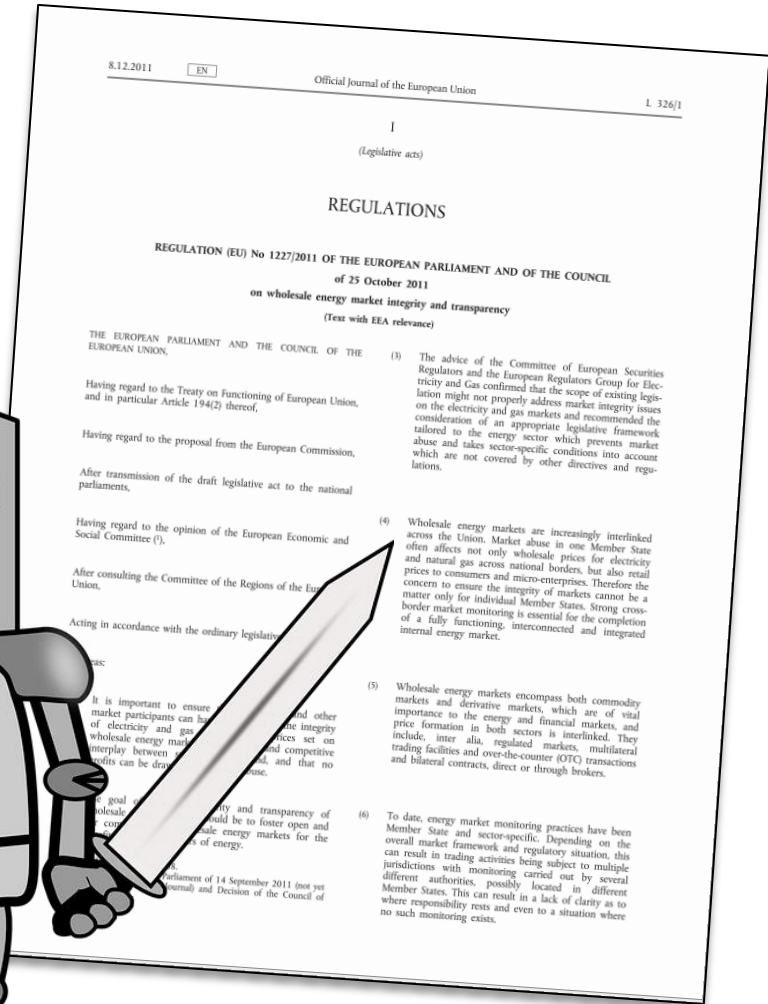 8.12.2011 EN Official Journal of the European Union L 326/1
I
(Legislative acts)
REGULATIONS
REGULATION (EU) No 1227/2011 OF THE EUROPEAN PARLIAMENT AND OF THE COUNCIL
of 25 October 2011
on wholesale energy market integrity and transparency
(Text with EEA relevance)
THE EUROPEAN PARLIAMENT AND THE COUNCIL OF THE
EUROPEAN UNION,
Having regard to the Treaty on Functioning of European Union,
and in particular Article 194(2) thereof,
Having regard to the proposal from the European Commission,
After transmission of the draft legislative act to the national
parliaments,
Having regard to the opinion of the European Economic and
Social Committee (¹),
After consulting the Committee of the Regions of the
Union,
Acting in accordance with the ordinary legislative
It is important to ensure and other
market participants can the integrity
of electricity and gas set on
wholesale energy and competitive
interplay between and that no
can be
goal ity and transparency of
ould be to foster open and
energy markets for the
of energy.
Parliament of 14 September 2011 (not yet
and Decision of the Council of
(3) The advice of the Committee of European Securities
Regulators and the European Regulators Group for Elec-
tricity and Gas confirmed that the scope of existing legis-
lation might not properly address market integrity issues
on the electricity and gas markets and recommended the
consideration of an appropriate legislative framework
tailored to the energy sector which prevents market
abuse and takes sector-specific conditions into account
which are not covered by other directives and regu-
lations.
(4) Wholesale energy markets are increasingly interlinked
across the Union. Market abuse in one Member State
often affects not only wholesale prices for electricity
and natural gas across national borders, but also retail
prices to consumers and micro-enterprises. Therefore the
concern to ensure the integrity of markets cannot be a
matter only for individual Member States. Strong cross-
border market monitoring is essential for the completion
of a fully functioning, interconnected and integrated
internal energy market.
(5) Wholesale energy markets encompass both commodity
markets and derivative markets, which are of vital
importance to the energy and financial markets, and
price formation in both sectors is interlinked. They
include, inter alia, regulated markets, multilateral
trading facilities and over-the-counter (OTC) transactions
and bilateral contracts, direct or through brokers.
(6) To date, energy market monitoring practices have been
Member State and sector-specific. Depending on the
overall market framework and regulatory situation, this
can result in trading activities being subject to multiple
jurisdictions with monitoring carried out by several
different authorities, possibly located in different
Member States. This can result in a lack of clarity as to
where responsibility rests and even to a situation where
no such monitoring exists.